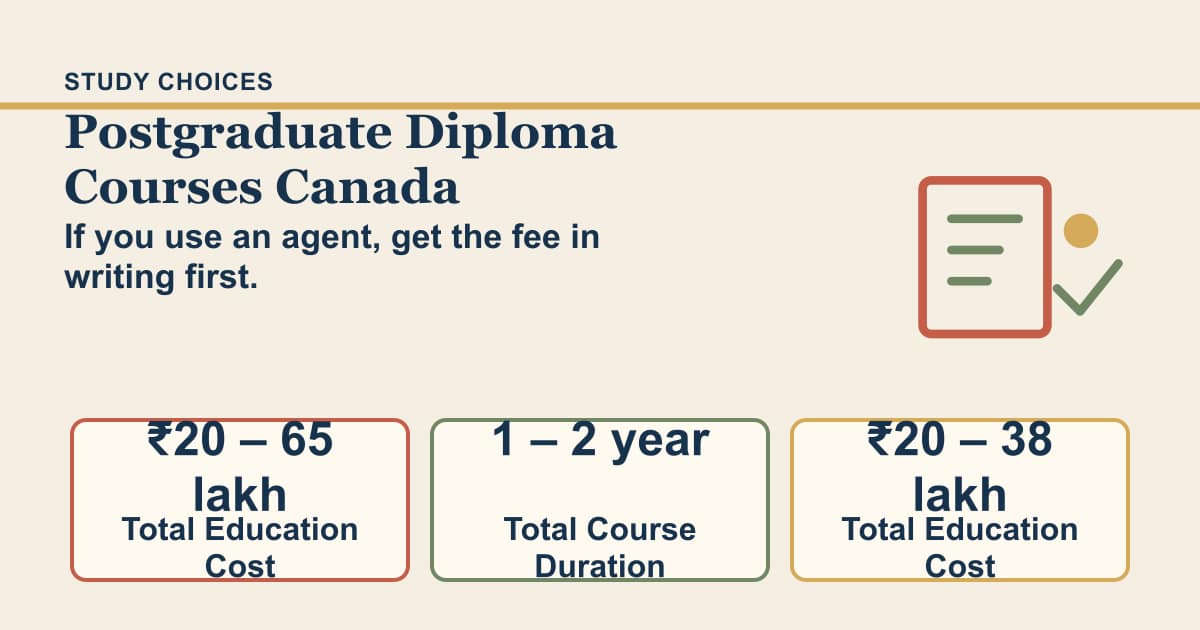 STUDY CHOICES
Postgraduate Diploma
Courses Canada
If you use an agent, get the fee in
writing first.
₹20 – 65
lakh
Total Education
Cost
1 – 2 year
Total Course
Duration
₹20 – 38
lakh
Total Education
Cost